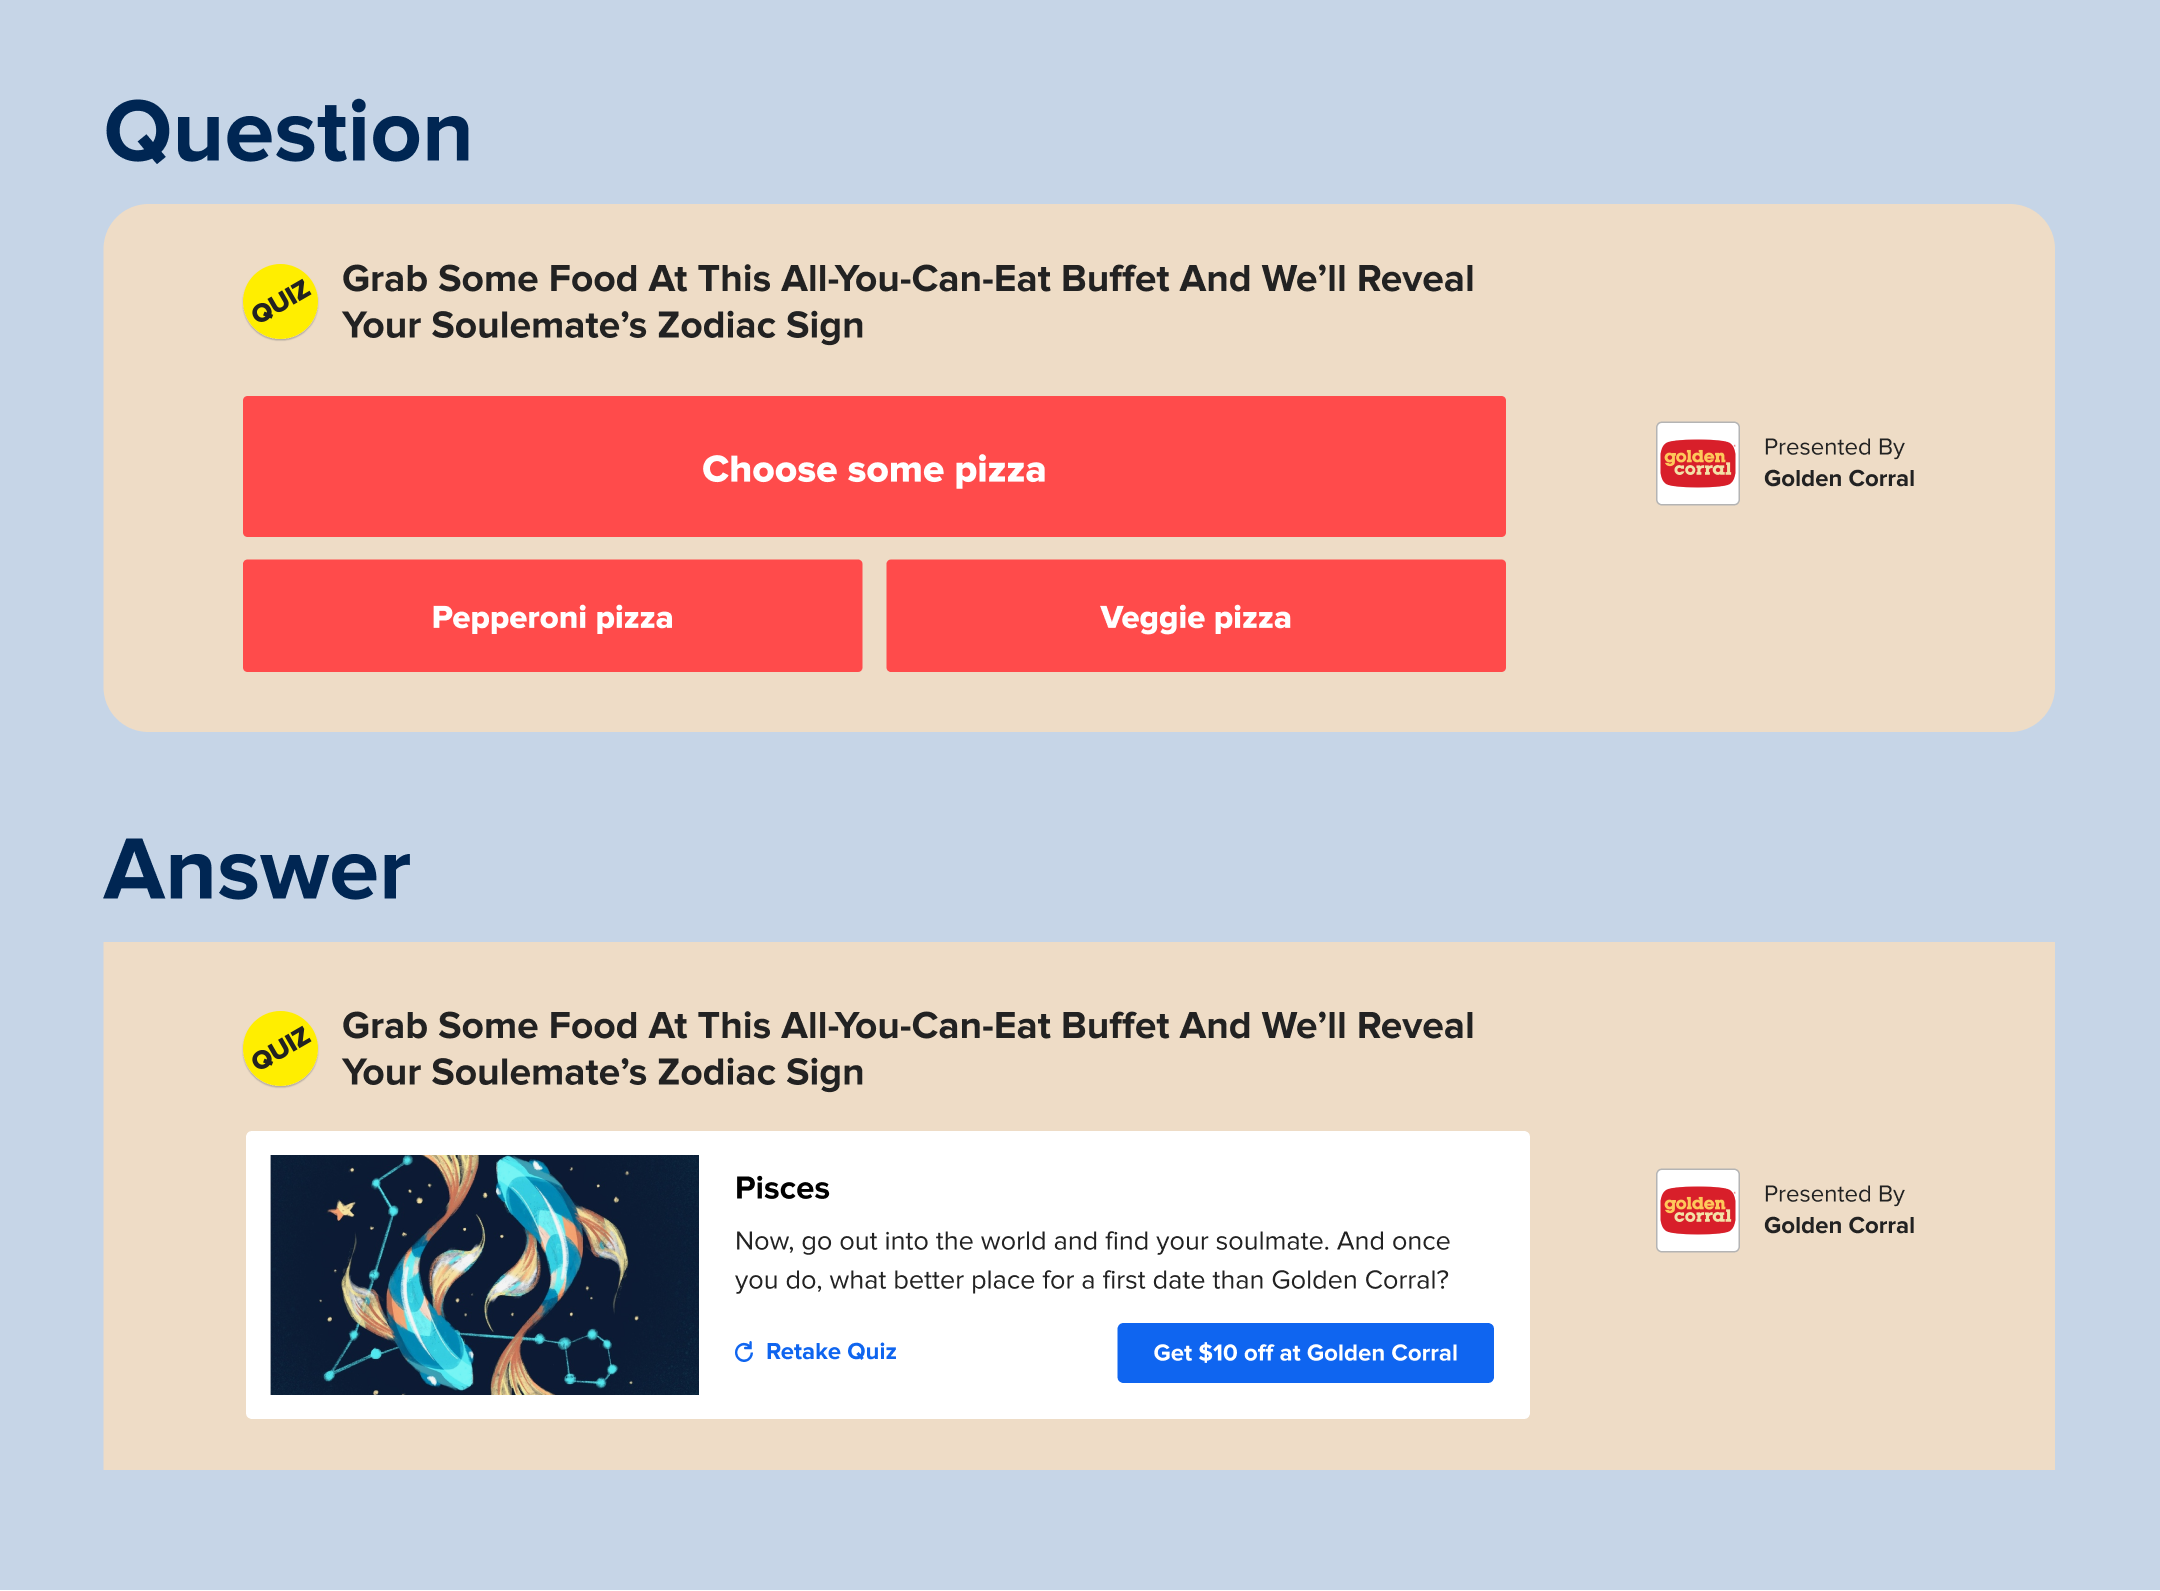 Question
QUIZ
Grab Some Food At This All-You-Can-Eat Buffet And We’ll Reveal
Your Soulemate’s Zodiac Sign
Choose some pizza
Pepperoni pizza
Veggie pizza
golden
corral
Presented By
Golden Corral
Answer
QUIZ
Grab Some Food At This All-You-Can-Eat Buffet And We’ll Reveal
Your Soulemate’s Zodiac Sign
Pisces
Now, go out into the world and find your soulmate. And once
you do, what better place for a first date than Golden Corral?
Retake Quiz
Get $10 off at Golden Corral
golden
corral
Presented By
Golden Corral